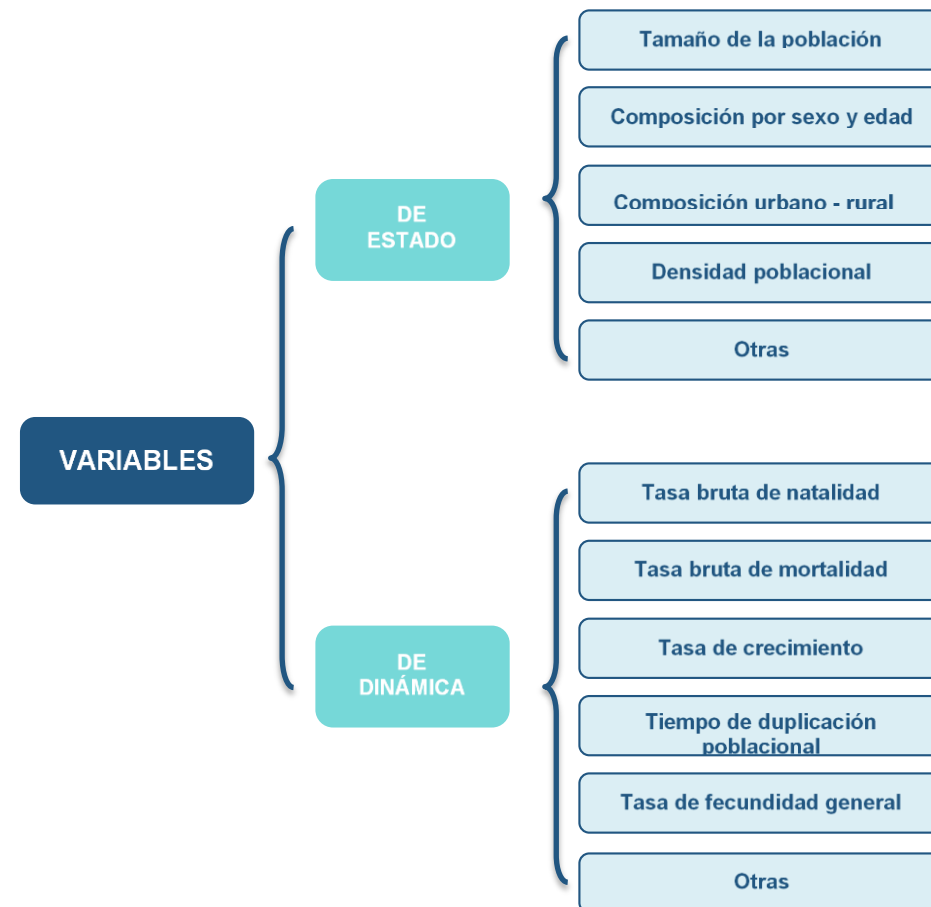 Tamaño de la población
Composición por sexo y edad
DE
ESTADO
Composición urbano - rural
Densidad poblacional
Otras
VARIABLES
Tasa bruta de natalidad
Tasa bruta de mortalidad
Tasa de crecimiento
DE
DINÁMICA
Tiempo de duplicación
poblacional
Tasa de fecundidad general
Otras